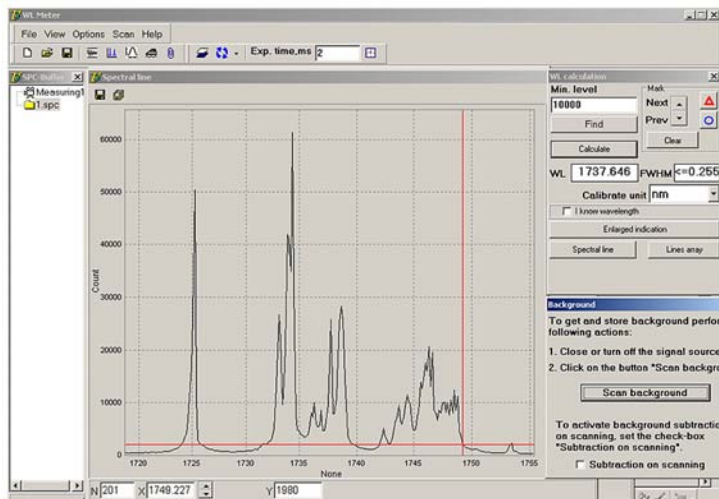 WL Meter
File View Options Scan Help
Exp. time,ms 2
SPC-Buffer
Measuring1
1.spc
Spectral line
60000
50000
40000
30000
20000
10000
0
Count
1720 1725 1730 1735 1740 1745 1750 1755
None
N 201 X 1749.227 Y 1980
WL calculation
Min. level
10000
Mark
Next
Prev
Find
Clear
Calculate
WL 1737.646 FWHM <=0.255
Calibrate unit nm
I know wavelength
Enlarged indication
Spectral line Lines array
Background
To get and store background perfor
following actions:
1. Close or turn off the signal source
2. Click on the button "Scan backgro
Scan background
To activate background subtractio
on scanning, set the check-box
"Subtraction on scanning".
Subtraction on scanning